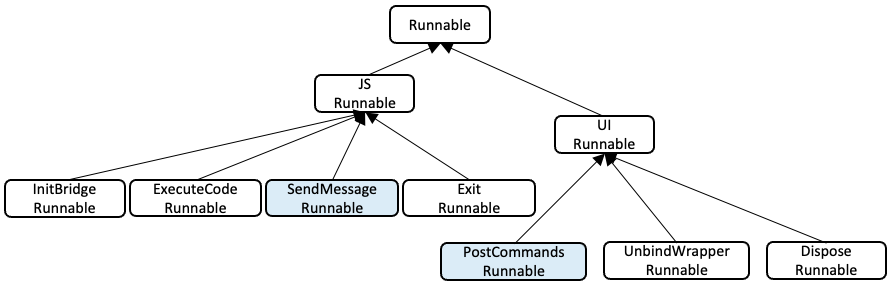 Runnable
JS
Runnable
UI
Runnable
InitBridge
Runnable
ExecuteCode
Runnable
SendMessage
Runnable
Exit
Runnable
PostCommands
Runnable
UnbindWrapper
Runnable
Dispose
Runnable